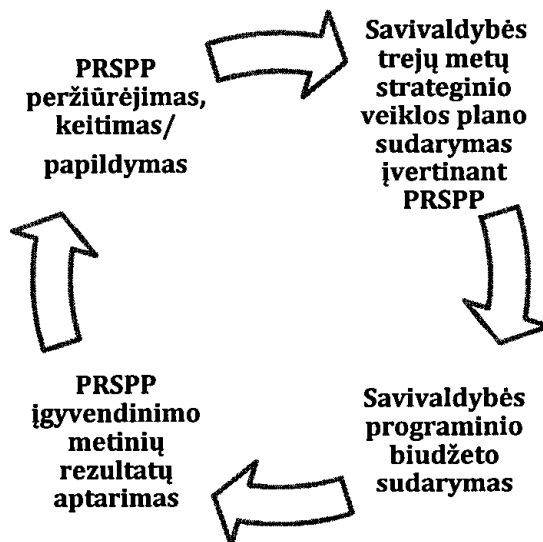 PRSPP
peržiūrėjimas,
keitimas/
papildymas
Savivaldybės
trejų metų
strateginio
veiklos plano
sudarymas
įvertinant
PRSPP
Savivaldybės
programinio
biudžeto
sudarymas
PRSPP
įgyvendinimo
metinių
rezultatų
aptarimas